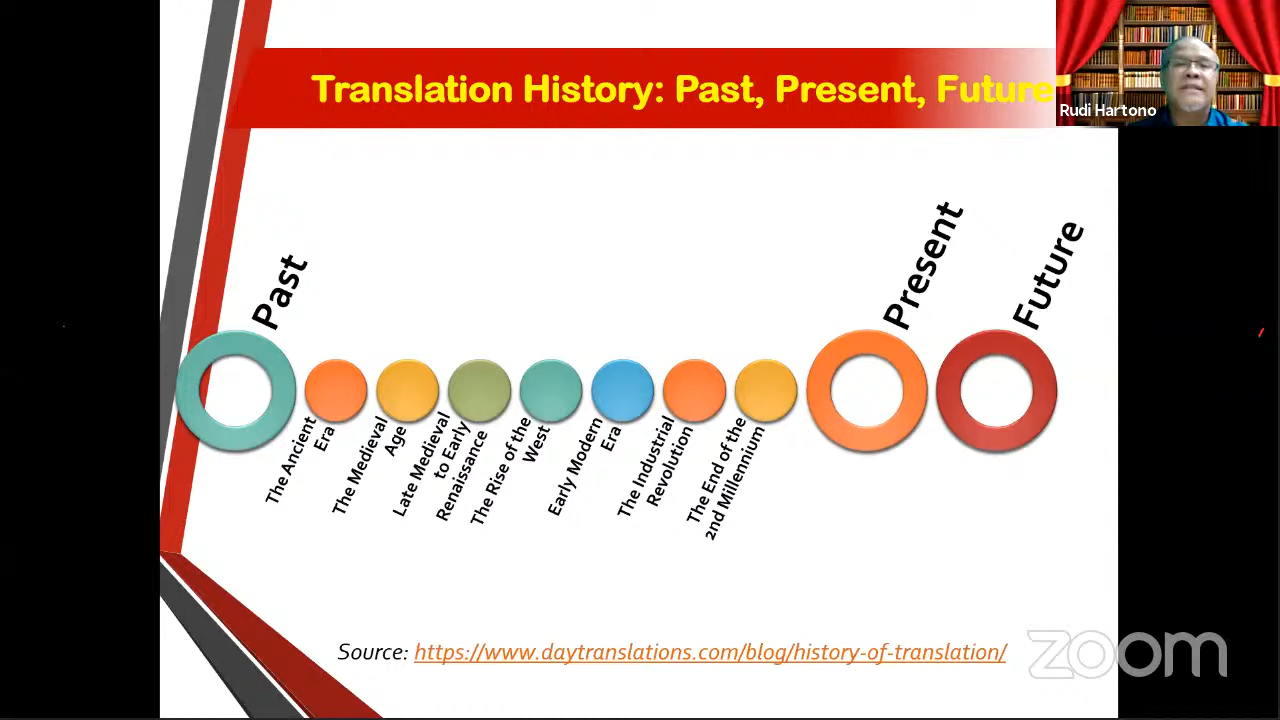 Translation History: Past, Present, Future
Rudi Hartono
Past
The Ancient
Era
The Medieval
Age
Late Medieval
to Early
Renaissance
The Rise of the
West
Early Modern
Era
The Industrial
Revolution
The End of the
2nd Millennium
Present
Future
Source: https://www.daytranslations.com/blog/history-of-translation/
zoom